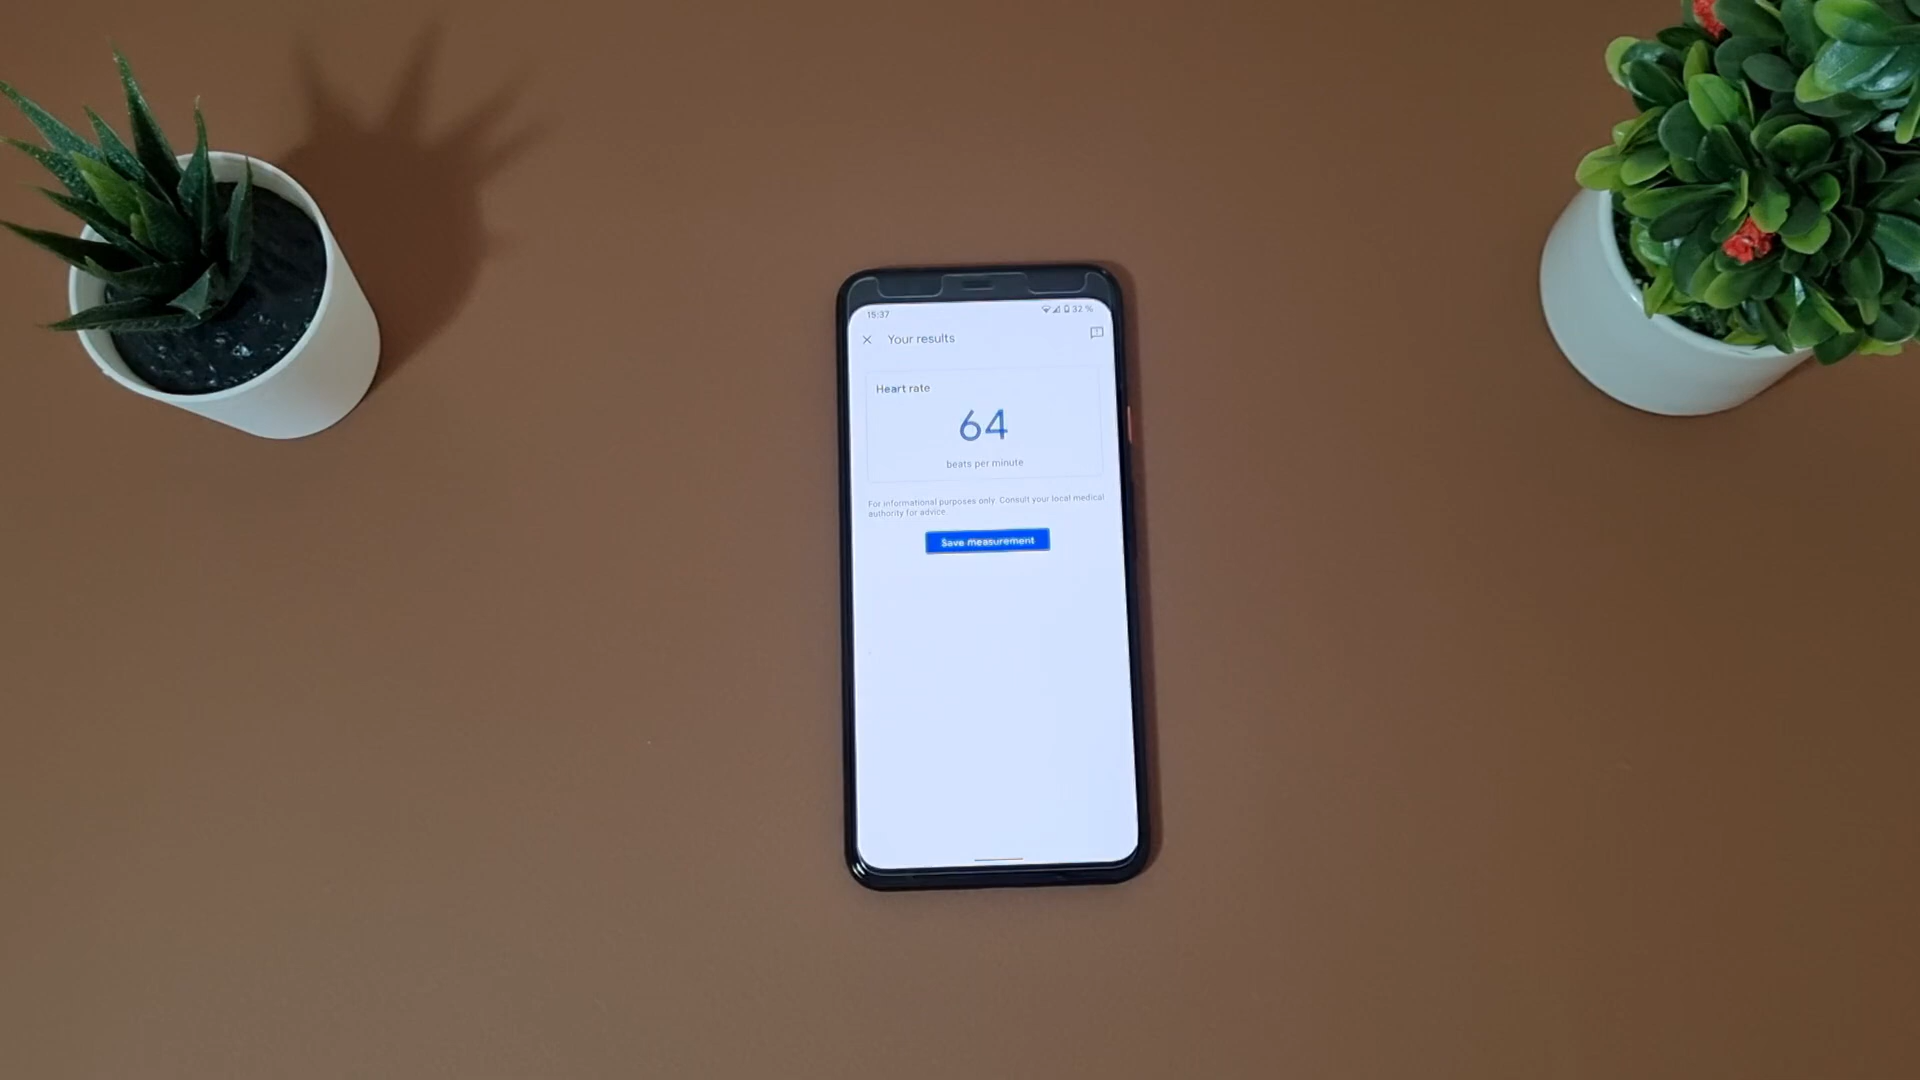 15:37
32 %
Your results
Heart rate
64
beats per minute
For informational purposes only. Consult your local medical
authority for advice.
Save measurement